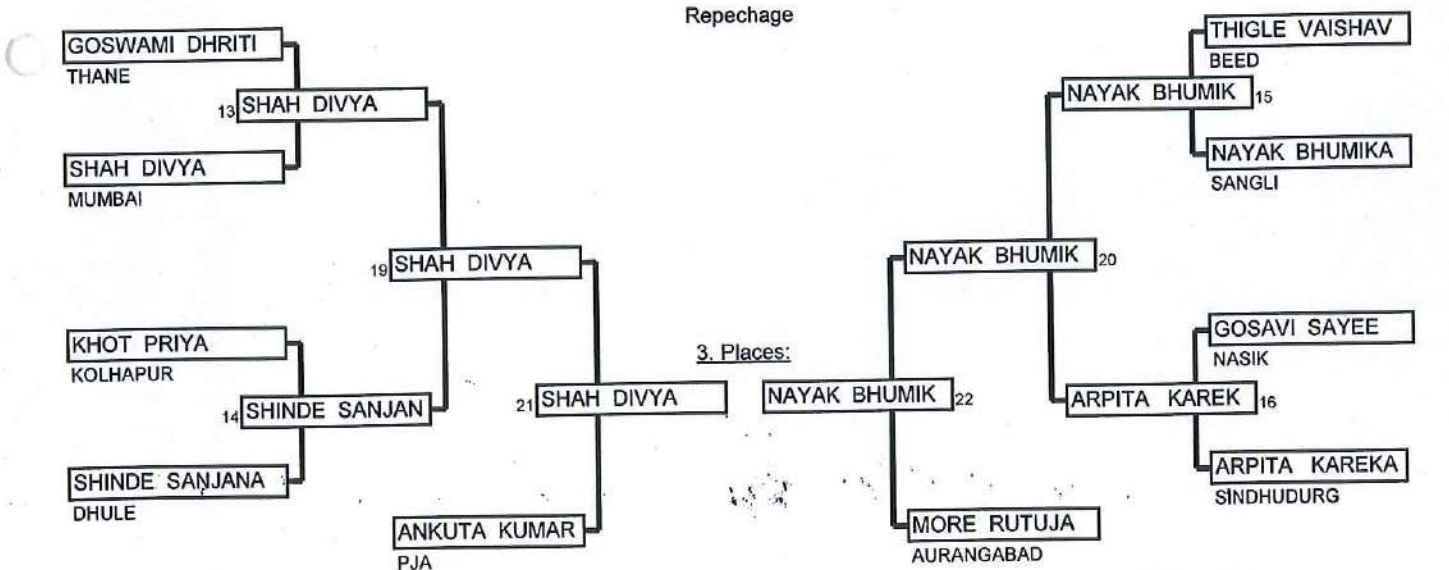 Repechage
GOSWAMI DHRITI
THANE
13 SHAH DIVYA
SHAH DIVYA
MUMBAI
19 SHAH DIVYA
KHOT PRIYA
KOLHAPUR
14 SHINDE SANJAN
SHINDE SANJANA
DHULE
21 SHAH DIVYA
ANKUTA KUMAR
PJA
3. Places:
THIGLE VAISHAV
BEED
NAYAK BHUMIK 15
NAYAK BHUMIKA
SANGLI
NAYAK BHUMIK 20
GOSAVI SAYEE
NASIK
NAYAK BHUMIK 22
ARPITA KAREK 16
ARPITA KAREKA
SINDHUDURG
MORE RUTUJA
AURANGABAD